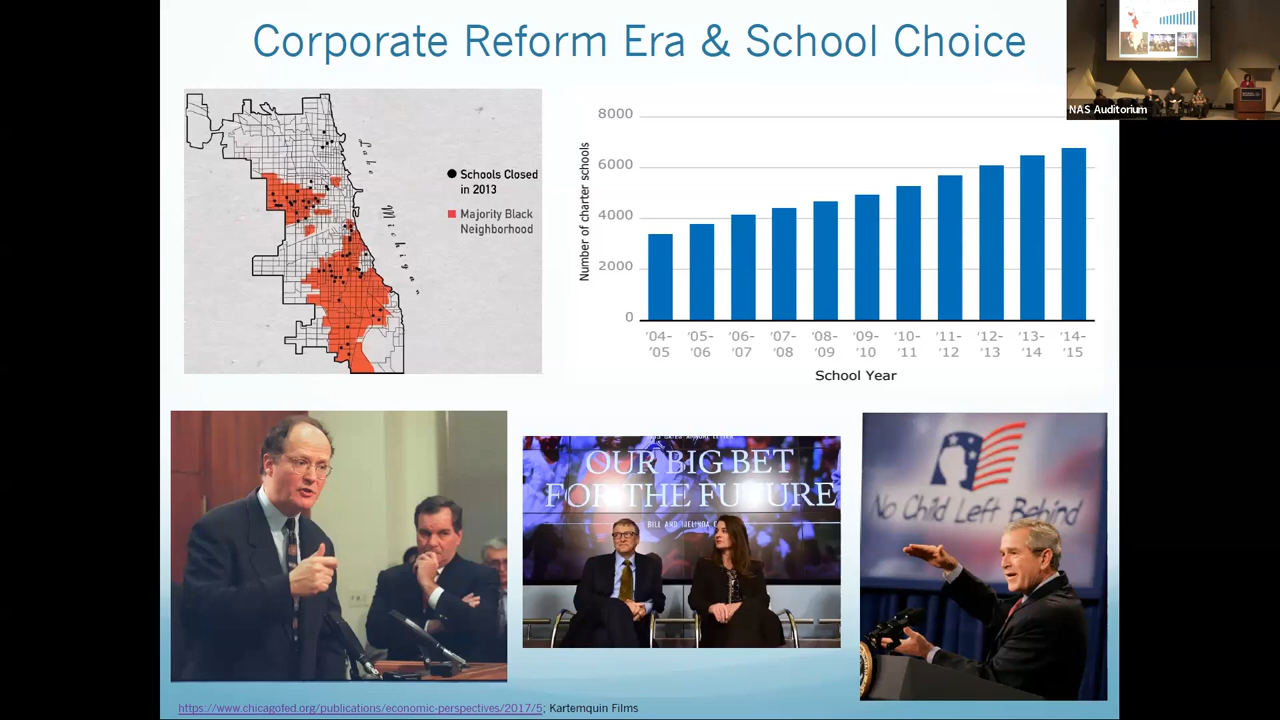 Corporate Reform Era & School Choice
NAS Auditorium
Lake Michigan
Schools Closed
in 2013
Majority Black
Neighborhood
Number of charter schools
8000
6000
4000
2000
0
'04-
'05
'05-
'06
'06-
'07
'07-
'08
'08-
'09
'09-
'10
'10-
'11
'11-
'12
'12-
'13
'13-
'14
'14-
'15
School Year
OUR BIG BET
FOR THE FUTURE
BILL AND MELINDA
No Child Left Behind
https://www.chicagofed.org/publications/economic-perspectives/2017/5; Kartemquin Films